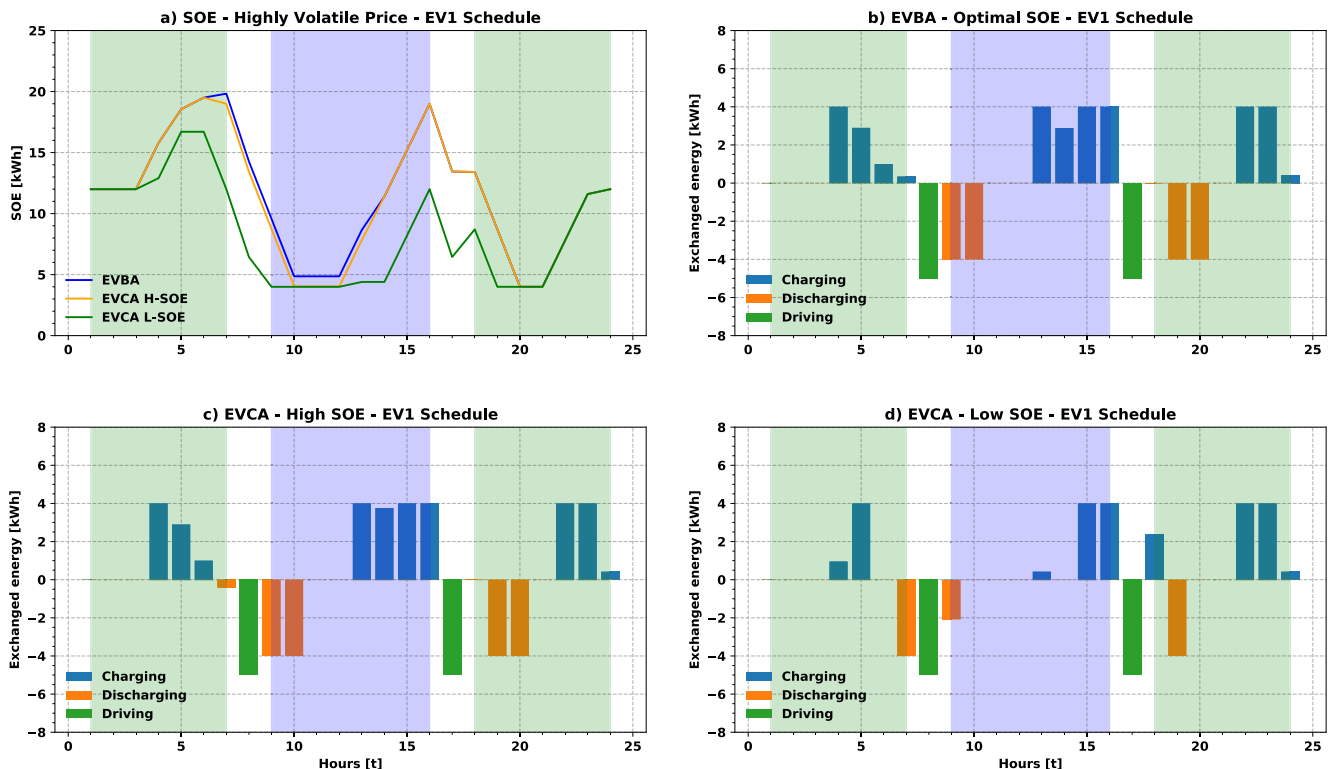 a) SOE - Highly Volatile Price - EV1 Schedule
SOE [kWh]
25
20
15
10
5
0
EVBA
EVCA H-SOE
EVCA L-SOE
0 5 10 15 20 25
b) EVBA - Optimal SOE - EV1 Schedule
Exchanged energy [kWh]
8
6
4
2
0
−2
−4
−6
−8
Charging
Discharging
Driving
0 5 10 15 20 25
c) EVCA - High SOE - EV1 Schedule
Exchanged energy [kWh]
8
6
4
2
0
−2
−4
−6
−8
Charging
Discharging
Driving
0 5 10 15 20 25
Hours [t]
d) EVCA - Low SOE - EV1 Schedule
Exchanged energy [kWh]
8
6
4
2
0
−2
−4
−6
−8
Charging
Discharging
Driving
0 5 10 15 20 25
Hours [t]